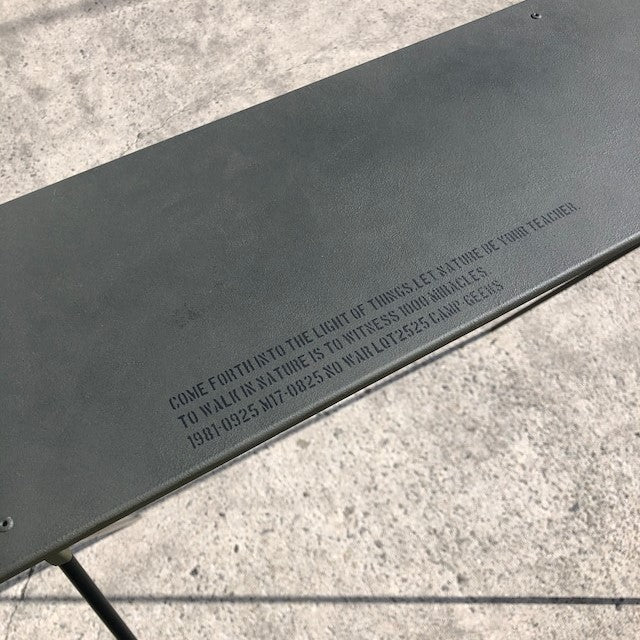 COME FORTH INTO THE LIGHT OF THINGS.LET NATURE BE YOUR TEACHER
TO WALK IN NATURE IS TO WITNESS 1000 MIRACLES.
1981-0925 N17-0825.NO WAR LOT2525 CAMP GEEKS